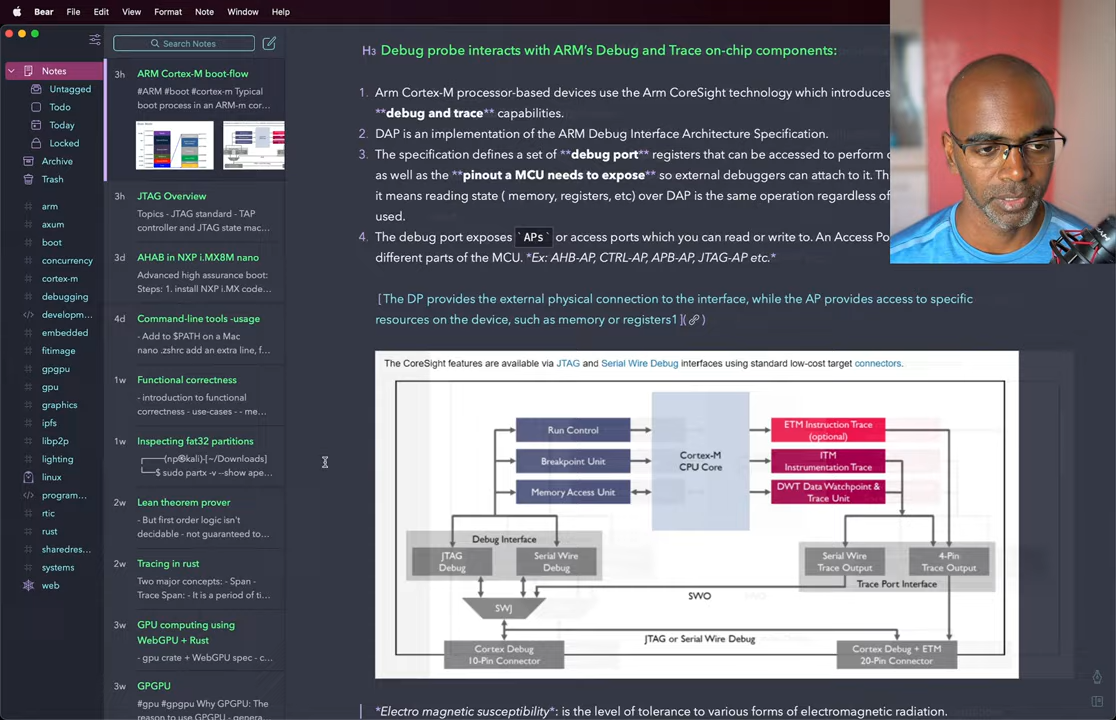 Bear File Edit View Format Note Window Help
Search Notes
Notes
Untagged
Todo
Today
Locked
Archive
Trash
arm
axum
boot
concurrency
cortex-m
debugging
developm...
embedded
fitimage
gpgpu
gpu
graphics
ipfs
libp2p
lighting
linux
program...
rtic
rust
sharedres...
systems
web
3h ARM Cortex-M boot-flow
#ARM #boot #cortex-m Typical
boot process in an ARM-m cor...
3h JTAG Overview
Topics - JTAG standard - TAP
controller and JTAG state mac...
3d AHAB in NXP i.MX8M nano
Advanced high assurance boot:
Steps: 1. install NXP i.MX code...
4d Command-line tools -usage
- Add to $PATH on a Mac
nano .zshrc add an extra line, f...
1w Functional correctness
- introduction to functional
correctness - use-cases - - me...
1w Inspecting fat32 partitions
┌──(np㉿kali)-[~/Downloads]
└─$ sudo partx -v --show ape...
2w Lean theorem prover
- But first order logic isn't
decidable - not guaranteed to...
2w Tracing in rust
Two major concepts: - Span -
Trace Span: - It is a period of ti...
3w GPU computing using
WebGPU + Rust
- gpu crate + WebGPU spec - c...
3w GPGPU
#gpu #gpgpu Why GPGPU: The
reason to use GPGPU - general
H3 Debug probe interacts with ARM's Debug and Trace on-chip components:
1. Arm Cortex-M processor-based devices use the Arm CoreSight technology which introduces
**debug and trace** capabilities.
2. DAP is an implementation of the ARM Debug Interface Architecture Specification.
3. The specification defines a set of **debug port** registers that can be accessed to perform
as well as the **pinout a MCU needs to expose** so external debuggers can attach to it. Th
it means reading state ( memory, registers, etc) over DAP is the same operation regardless of
used.
4. The debug port exposes `APs` or access ports which you can read or write to. An Access Po
different parts of the MCU. *Ex: AHB-AP, CTRL-AP, APB-AP, JTAG-AP etc.*
[The DP provides the external physical connection to the interface, while the AP provides access to specific
resources on the device, such as memory or registers1]( )
The CoreSight features are available via JTAG and Serial Wire Debug interfaces using standard low-cost target connectors.
Run Control
Breakpoint Unit
Memory Access Unit
Cortex-M
CPU Core
ETM Instruction Trace
(optional)
ITM
Instrumentation Trace
DWT Data Watchpoint &
Trace Unit
Debug Interface
JTAG
Debug
Serial Wire
Debug
Serial Wire
Trace Output
4-Pin
Trace Output
Trace Port Interface
SWO
SWJ
JTAG or Serial Wire Debug
Cortex Debug
10-Pin Connector
Cortex Debug + ETM
20-Pin Connector
*Electro magnetic susceptibility*: is the level of tolerance to various forms of electromagnetic radiation.